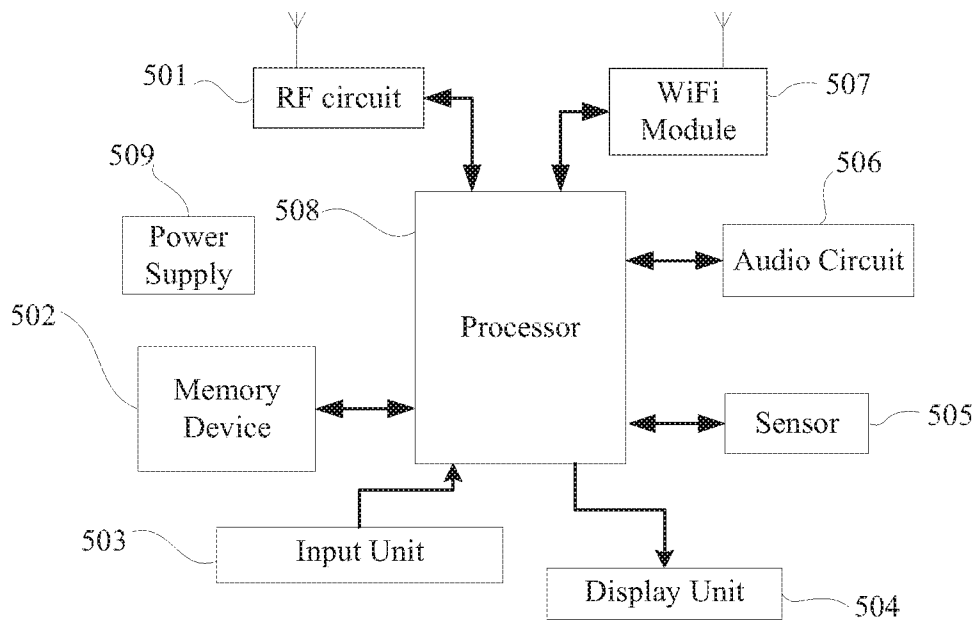 501
RF circuit
WiFi
Module
507
509
Power
Supply
508
506
Audio Circuit
Processor
502
Memory
Device
Sensor
505
503
Input Unit
Display Unit
504